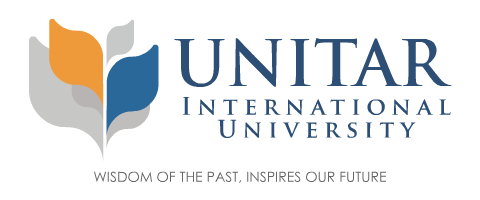 UNITAR
INTERNATIONAL
UNIVERSITY
WISDOM OF THE PAST, INSPIRES OUR FUTURE